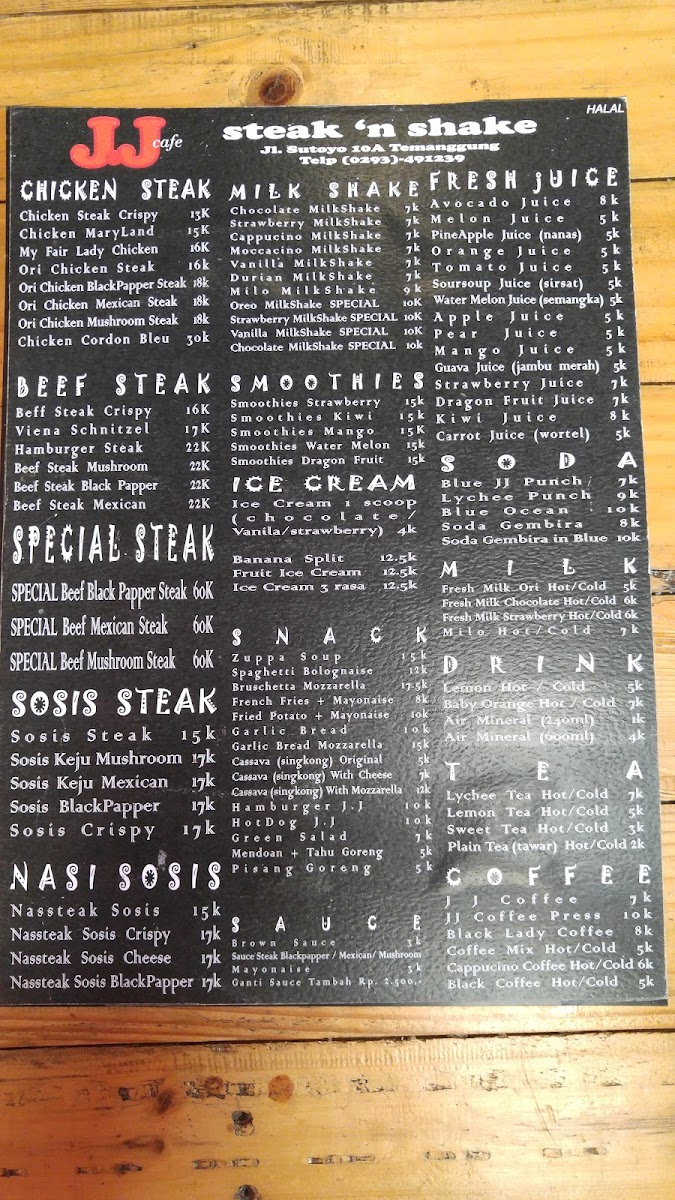 HALAL
JJ cafe
steak 'n shake
Jl. Sutoyo 10A Temanggung
Telp (0293)-491239
CHICKEN STEAK
Chicken Steak Crispy 13K
Chicken MaryLand 15K
My Fair Lady Chicken 16K
Ori Chicken Steak 16k
Ori Chicken BlackPapper Steak 18k
Ori Chicken Mexican Steak 18k
Ori Chicken Mushroom Steak 18k
Chicken Cordon Bleu 30k
BEEF STEAK
Beff Steak Crispy 16K
Viena Schnitzel 17K
Hamburger Steak 22K
Beef Steak Mushroom 22K
Beef Steak Black Papper 22K
Beef Steak Mexican 22K
SPECIAL STEAK
SPECIAL Beef Black Papper Steak 60K
SPECIAL Beef Mexican Steak 60K
SPECIAL Beef Mushroom Steak 60K
SOSIS STEAK
Sosis Steak 15k
Sosis Keju Mushroom 17k
Sosis Keju Mexican 17k
Sosis BlackPapper 17k
Sosis Crispy 17k
NASI SOSIS
Nassteak Sosis 15k
Nassteak Sosis Crispy 17k
Nassteak Sosis Cheese 17k
Nassteak Sosis BlackPapper 17k
MILK SHAKE
Chocolate MilkShake 7k
Strawberry MilkShake 7k
Cappucino MilkShake 7k
Moccacino MilkShake 7k
Vanilla MilkShake 7k
Durian MilkShake 7k
Milo MilkShake 9k
Oreo MilkShake SPECIAL 10K
Strawberry MilkShake SPECIAL 10K
Vanilla MilkShake SPECIAL 10K
Chocolate MilkShake SPECIAL 10k
SMOOTHIES
Smoothies Strawberry 15k
Smoothies Kiwi 15k
Smoothies Mango 15K
Smoothies Water Melon 15k
Smoothies Dragon Fruit 15k
ICE CREAM
Ice Cream 1 scoop
(chocolate/
Vanila/strawberry) 4k
Banana Split 12.5k
Fruit Ice Cream 12.5k
Ice Cream 3 rasa 12.5k
SNACK
Zuppa Soup 15k
Spaghetti Bolognaise 12k
Bruschetta Mozzarella 17.5k
French Fries + Mayonaise 8k
Fried Potato + Mayonaise 10k
Garlic Bread 10k
Garlic Bread Mozzarella 15k
Cassava (singkong) Original 5k
Cassava (singkong) With Cheese 7k
Cassava (singkong) With Mozzarella 12k
Hamburger J.J 10k
HotDog J.J 10k
Green Salad 7k
Mendoan + Tahu Goreng 5k
Pisang Goreng 5k
SAUCE
Brown Sauce 3k
Sauce Steak Blackpapper / Mexican/ Mushroom
Mayonaise 3k
Ganti Sauce Tambah Rp. 2.500,-
FRESH jUICE
Avocado Juice 8k
Melon Juice 5k
PineApple Juice (nanas) 5k
Orange Juice 5k
Tomato Juice 5k
Soursoup Juice (sirsat) 5k
Water Melon Juice (semangka) 5k
Apple Juice 5k
Pear Juice 5k
Mango Juice 5k
Guava Juice (jambu merah) 5k
Strawberry Juice 7k
Dragon Fruit Juice 7k
Kiwi Juice 8k
Carrot Juice (wortel) 5k
SODA
Blue JJ Punch 7k
Lychee Punch 9k
Blue Ocean 10k
Soda Gembira 8k
Soda Gembira in Blue 10k
MILK
Fresh Milk Ori Hot/Cold 5k
Fresh Milk Chocolate Hot/Cold 6k
Fresh Milk Strawberry Hot/Cold 6k
Milo Hot/Cold 7k
DRINK
Lemon Hot / Cold 5k
Baby Orange Hot / Cold 7k
Air Mineral (240ml) 1k
Air Mineral (600ml) 4k
TEA
Lychee Tea Hot/Cold 7k
Lemon Tea Hot/Cold 5k
Sweet Tea Hot/Cold 3k
Plain Tea (tawar) Hot/Cold 2k
COFFEE
J J Coffee 7k
JJ Coffee Press 10k
Black Lady Coffee 8k
Coffee Mix Hot/Cold 5k
Cappucino Coffee Hot/Cold 6k
Black Coffee Hot/Cold 5k